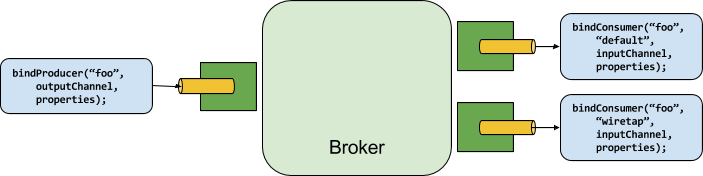 bindProducer(“foo”,
outputChannel,
properties);
Broker
bindConsumer(“foo”,
“default”,
inputChannel,
properties);
bindConsumer(“foo”,
“wiretap”,
inputChannel,
properties);